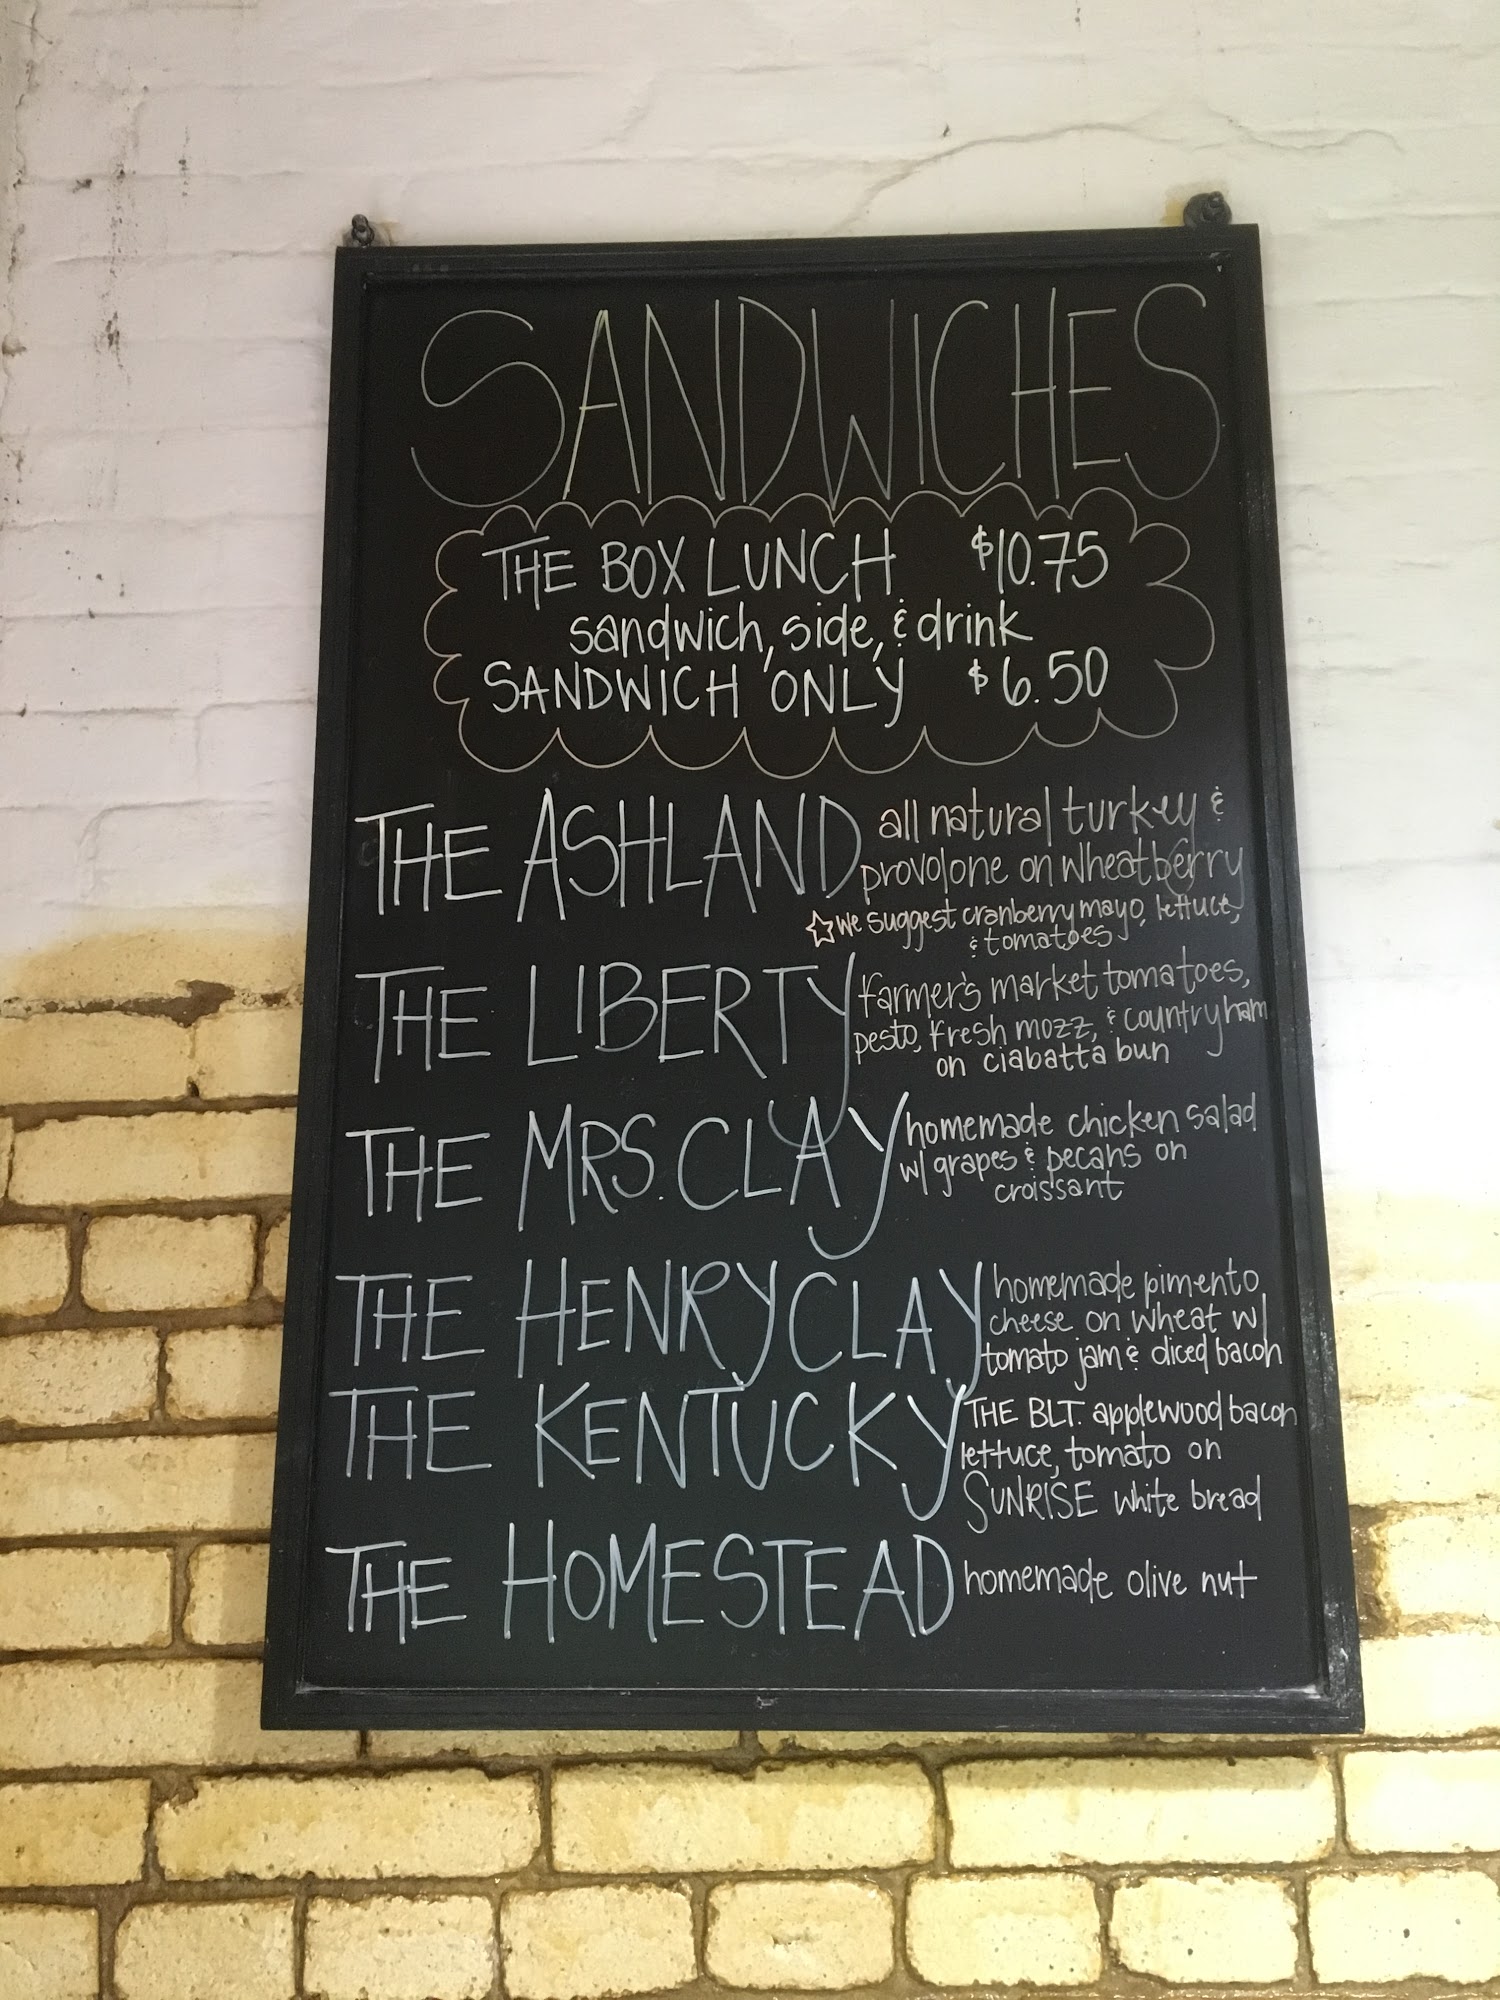 SANDWICHES
THE BOX LUNCH $10.75
sandwich, side, & drink
SANDWICH ONLY $6.50
THE ASHLAND
all natural turkey &
provolone on wheatberry
☆we suggest cranberry mayo, lettuce,
& tomatoes
THE LIBERTY
farmer's market tomatoes,
pesto, fresh mozz, & country ham
on ciabatta bun
THE MRS. CLAY
homemade chicken salad
w/ grapes & pecans on
croissant
THE HENRY CLAY
homemade pimento
cheese on wheat w/
tomato jam & diced bacon
THE KENTUCKY
THE BLT. applewood bacon
lettuce, tomato on
SUNRISE white bread
THE HOMESTEAD
homemade olive nut